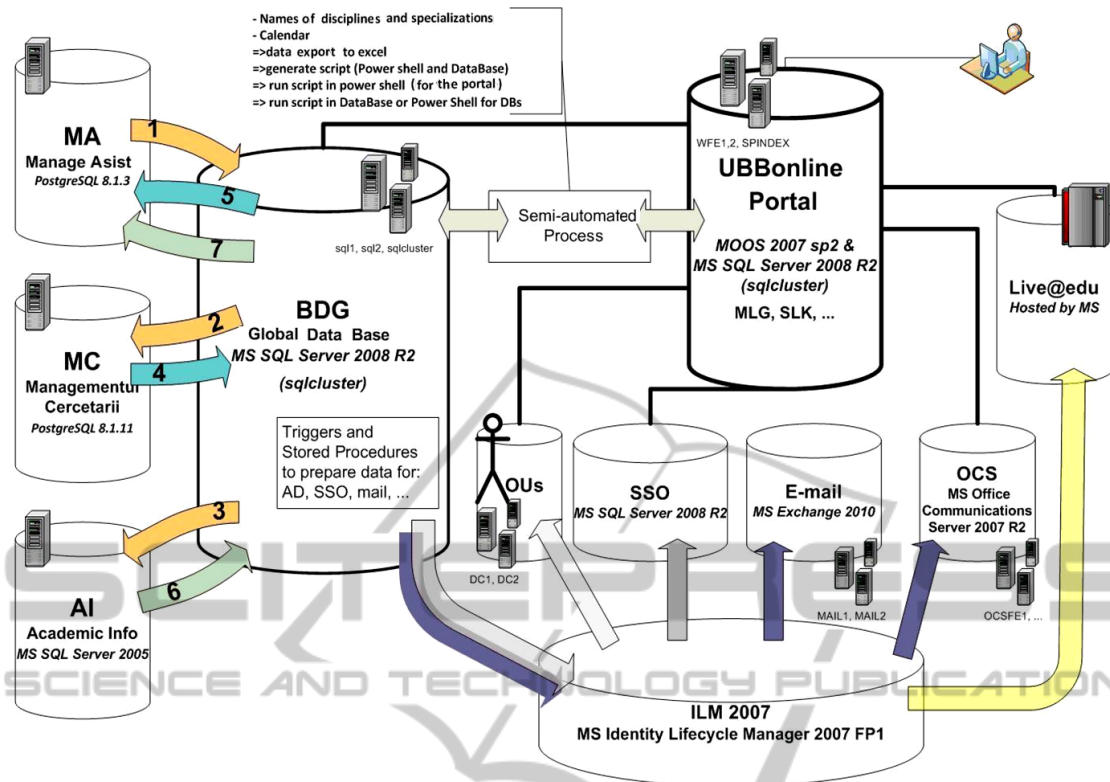 - Names of disciplines and specializations
- Calendar
=>data export to excel
=>generate script (Power shell and DataBase)
=> run script in power shell (for the portal)
=> run script in DataBase or Power Shell for DBs
MA
Manage Asist
PostgreSQL 8.1.3
1
5
7
MC
Managementul
Cercetarii
PostgreSQL 8.1.11
2
4
AI
Academic Info
MS SQL Server 2005
3
6
sql1, sql2, sqlcluster
BDG
Global Data Base
MS SQL Server 2008 R2
(sqlcluster)
Triggers and
Stored Procedures
to prepare data for:
AD, SSO, mail, ...
Semi-automated
Process
WFE1,2, SPINDEX
UBBonline
Portal
MOOS 2007 sp2 &
MS SQL Server 2008 R2
(sqlcluster)
MLG, SLK, ...
Live@edu
Hosted by MS
OUs
DC1, DC2
SSO
MS SQL Server 2008 R2
E-mail
MS Exchange 2010
MAIL1, MAIL2
OCS
MS Office
Communications
Server 2007 R2
OCSFE1, ...
ILM 2007
MS Identity Lifecycle Manager 2007 FP1
SCITEPRESS
SCIENCE AND TECHNOLOGY PUBLICATIONS